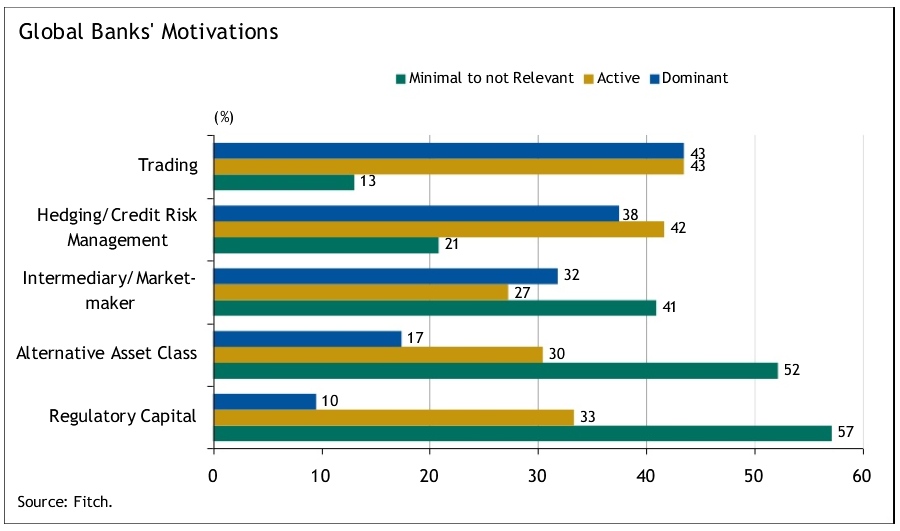 Global Banks' Motivations
Minimal to not Relevant Active Dominant
(%)
Trading
43
43
13
Hedging/Credit Risk
Management
38
42
21
Intermediary/Market-
maker
32
27
41
Alternative Asset Class
17
30
52
Regulatory Capital
10
33
57
0 10 20 30 40 50 60
Source: Fitch.